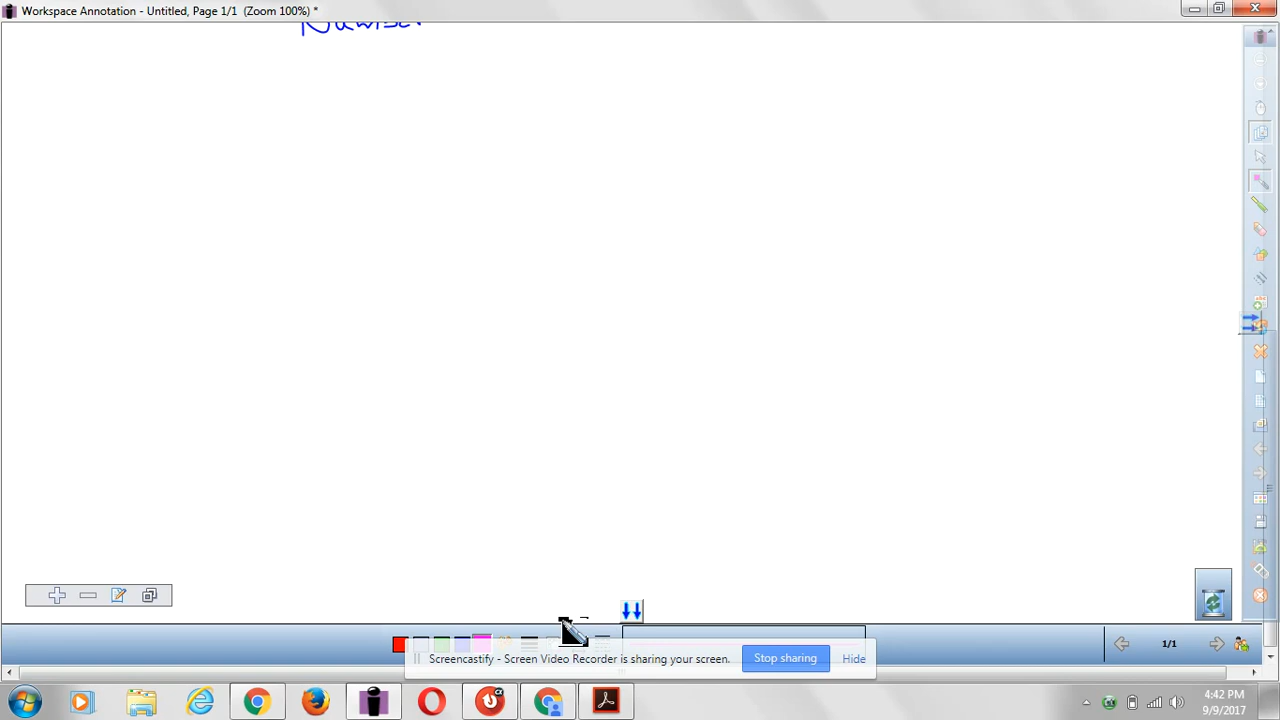 Workspace Annotation - Untitled, Page 1/1 (Zoom 100%) *
1/1
Screencastify - Screen Video Recorder is sharing your screen.
Stop sharing
Hide
4:42 PM
9/9/2017